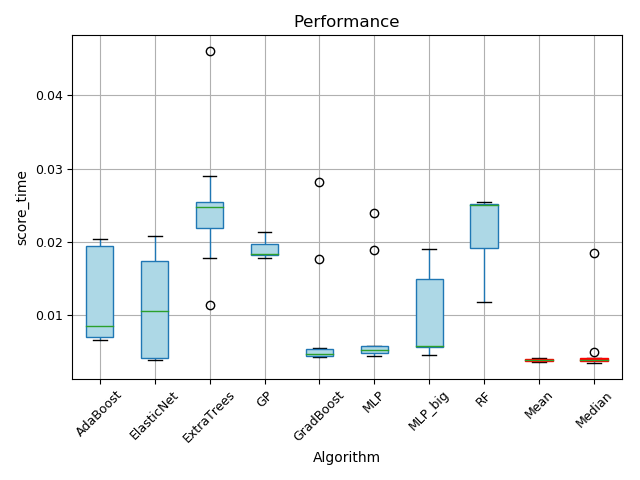 Performance
score_time
0.04
0.03
0.02
0.01
AdaBoost
ElasticNet
ExtraTrees
GP
GradBoost
MLP
MLP_big
RF
Mean
Median
Algorithm